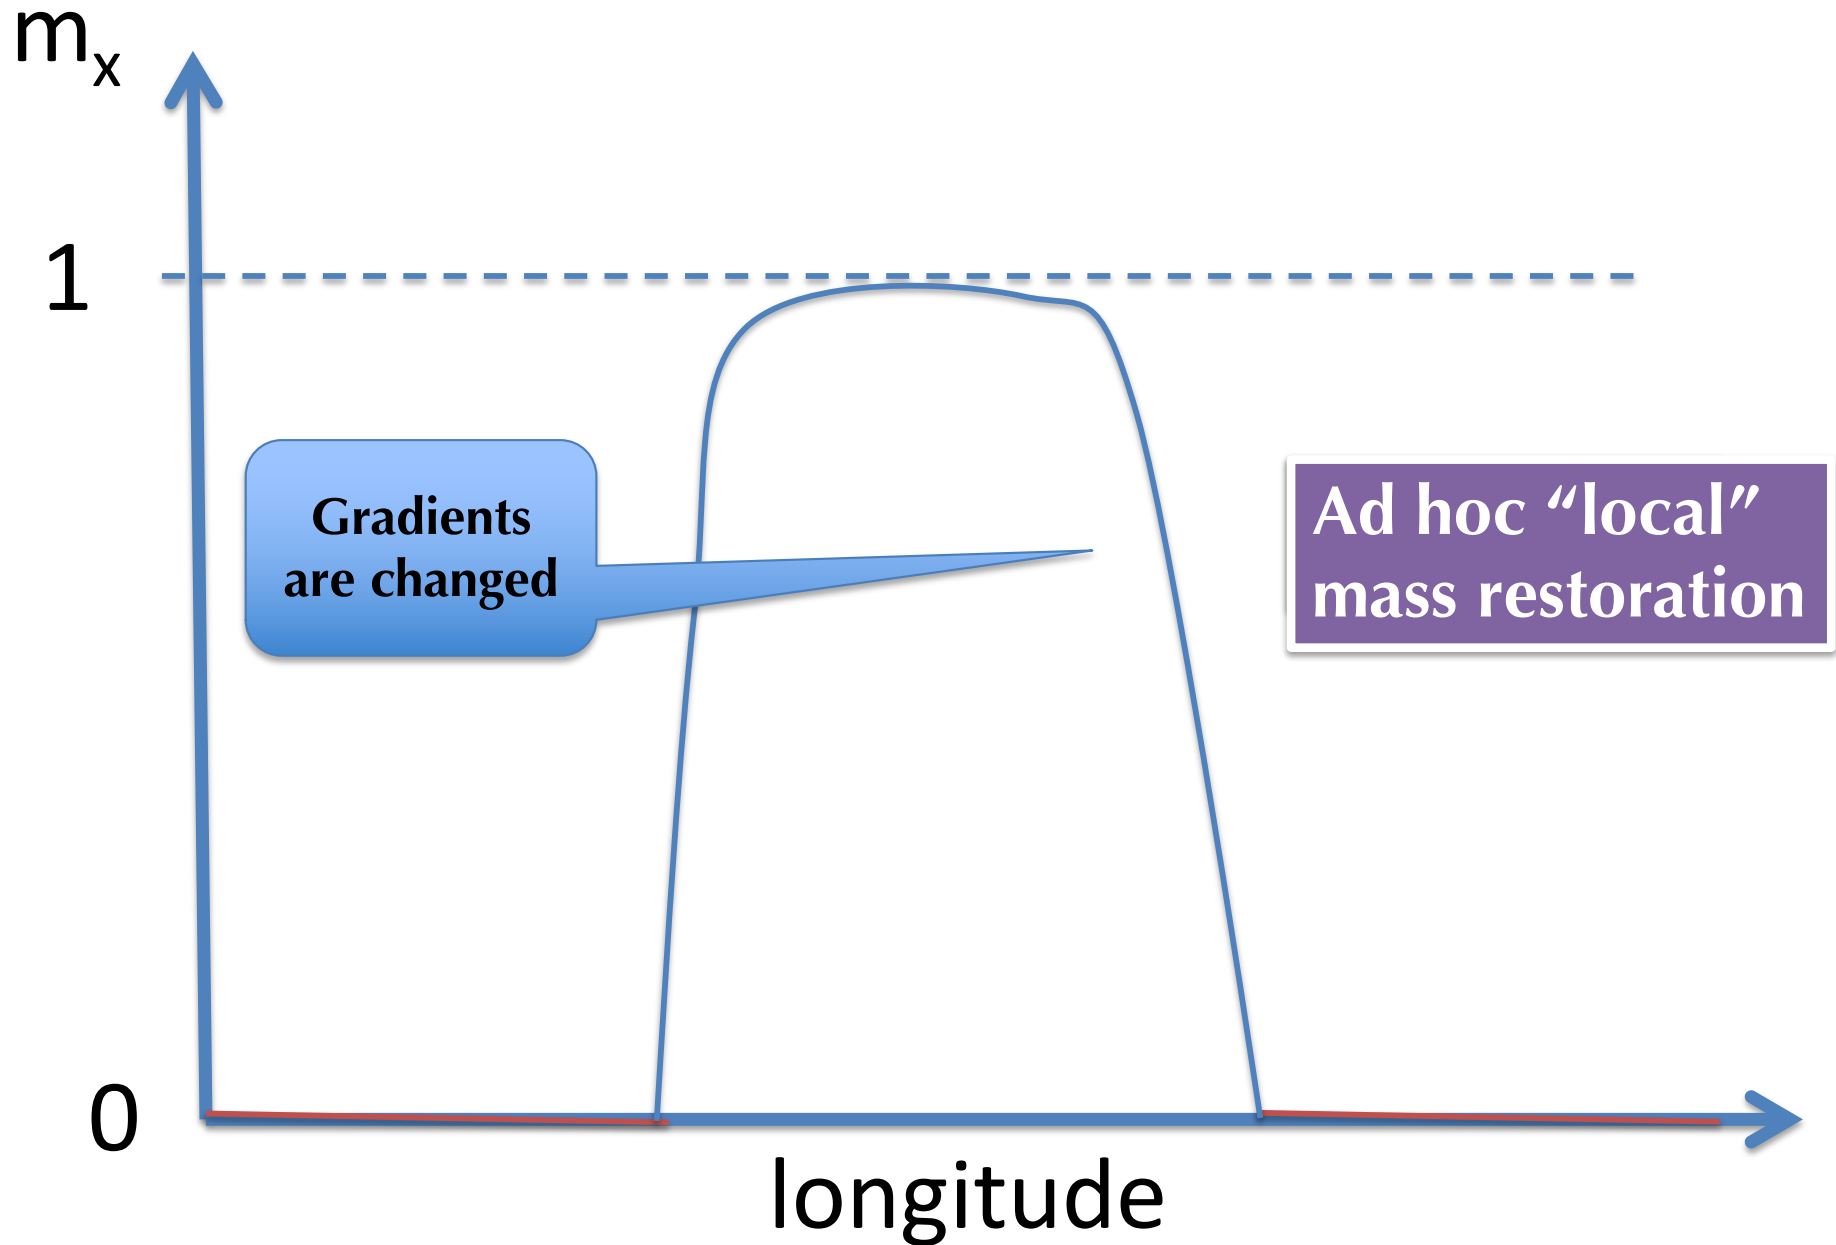 mx
1
Gradients
are changed
Ad hoc “local”
mass restoration
0
longitude